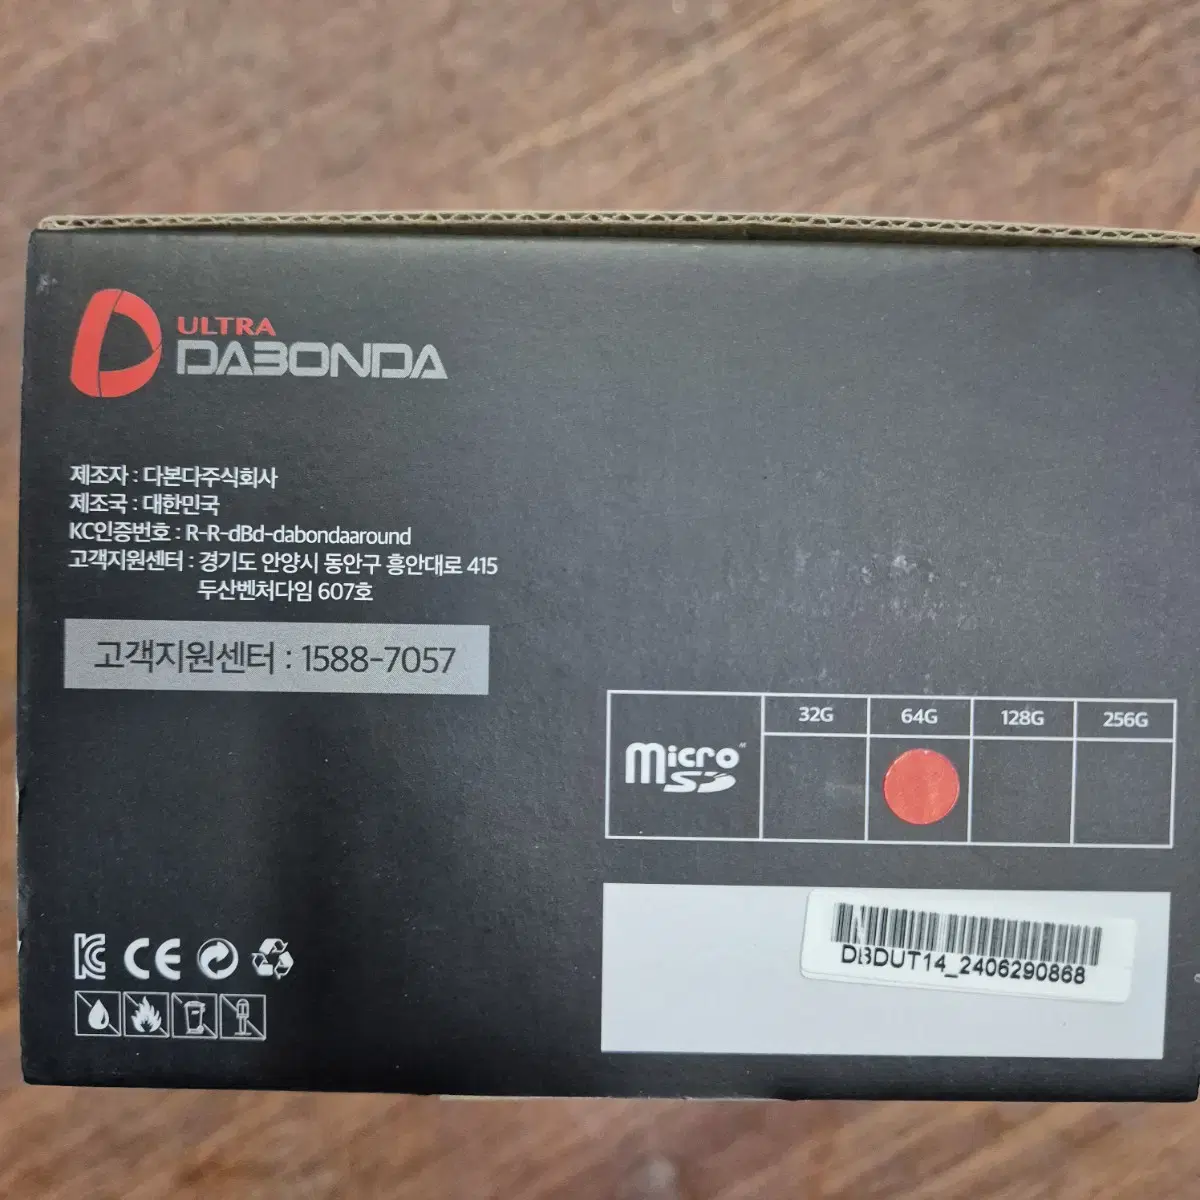 ULTRA
DABONDA
제조자 : 다본다주식회사
제조국 : 대한민국
KC인증번호 : R-R-dBd-dabondaaround
고객지원센터 : 경기도 안양시 동안구 흥안대로 415
두산벤처다임 607호
고객지원센터 : 1588-7057
32G 64G 128G 256G
Micro
SD
DBDUT14_2406290868
CE